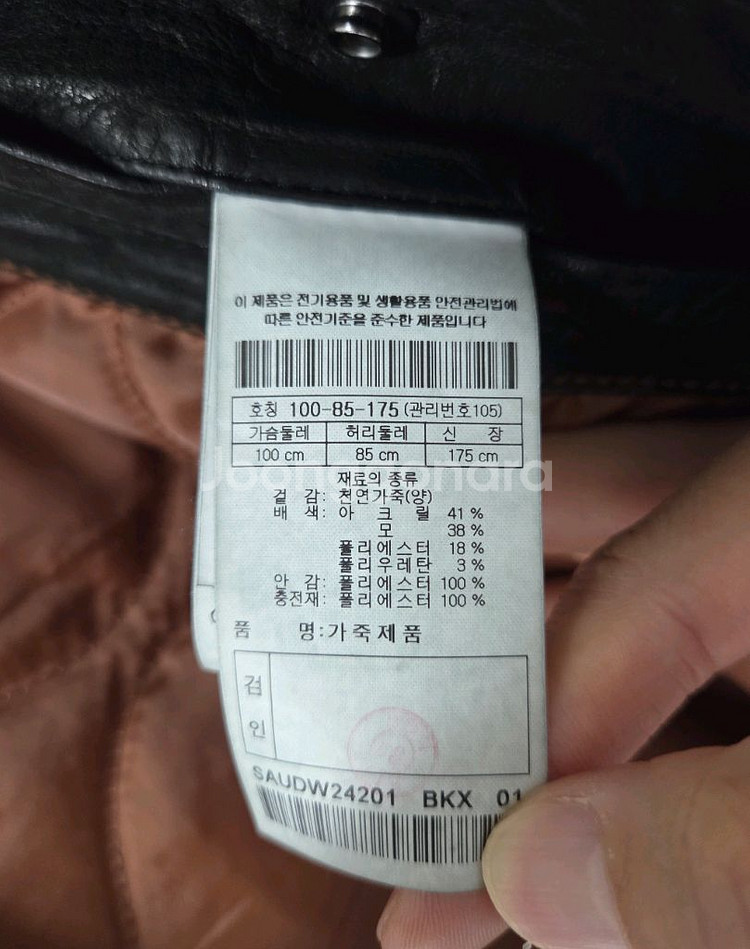 이 제품은 전기용품 및 생활용품 안전관리법에
따른 안전기준을 준수한 제품입니다
호칭 100-85-175 (관리번호105)
가슴둘레 허리둘레 신 장
100 cm 85 cm 175 cm
Joonggonara
재료의 종류
겉 감: 천연가죽(양)
배 색: 아 크 릴 41 %
모 38 %
폴리에스터 18 %
폴리우레탄 3 %
안 감: 폴리에스터 100 %
충전재: 폴리에스터 100 %
품 명: 가죽제품
검
인
SAUDW24201 BKX 01